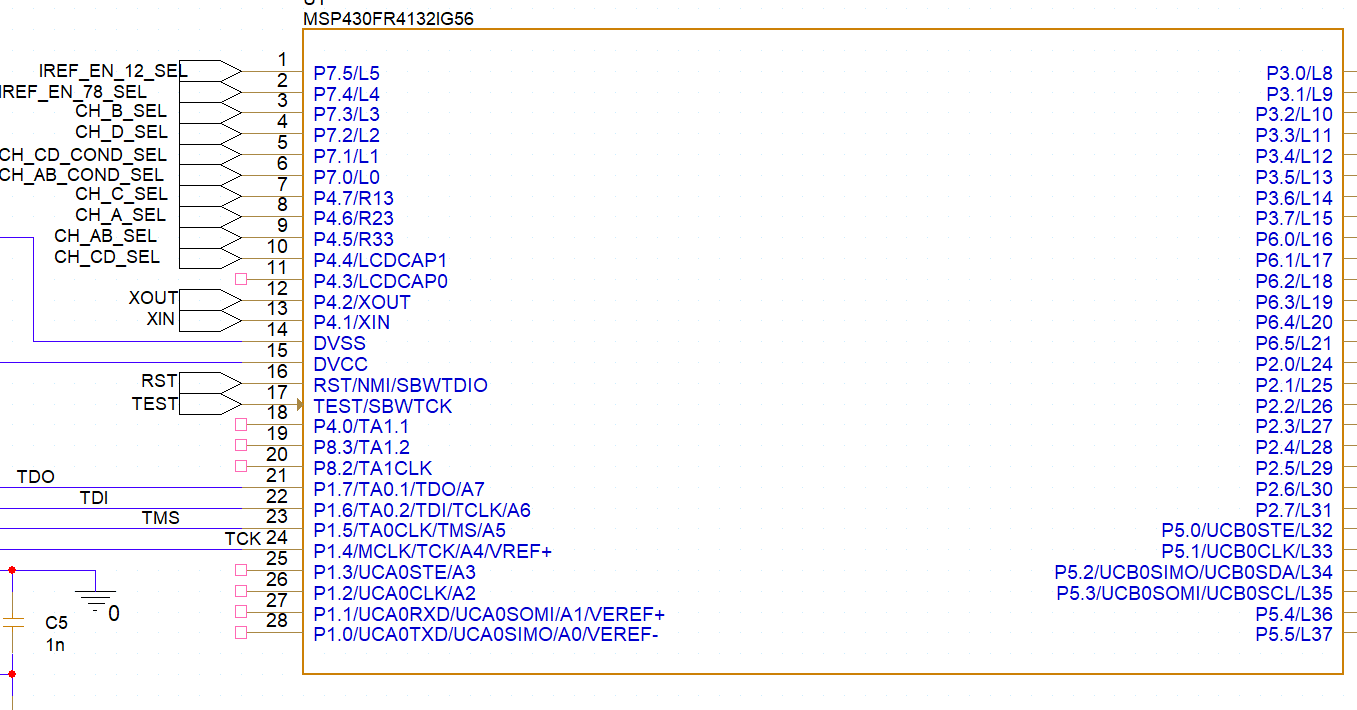 MSP430FR4132IG56
IREF_EN_12_SEL 1 P7.5/L5 P3.0/L8
IREF_EN_78_SEL 2 P7.4/L4 P3.1/L9
CH_B_SEL 3 P7.3/L3 P3.2/L10
CH_D_SEL 4 P7.2/L2 P3.3/L11
CH_CD_COND_SEL 5 P7.1/L1 P3.4/L12
CH_AB_COND_SEL 6 P7.0/L0 P3.5/L13
CH_C_SEL 7 P4.7/R13 P3.6/L14
CH_A_SEL 8 P4.6/R23 P3.7/L15
CH_AB_SEL 9 P4.5/R33 P6.0/L16
CH_CD_SEL 10 P4.4/LCDCAP1 P6.1/L17
11 P4.3/LCDCAP0 P6.2/L18
XOUT 12 P4.2/XOUT P6.3/L19
XIN 13 P4.1/XIN P6.4/L20
14 DVSS P6.5/L21
15 DVCC P2.0/L24
RST 16 RST/NMI/SBWTDIO P2.1/L25
TEST 17 TEST/SBWTCK P2.2/L26
18 P4.0/TA1.1 P2.3/L27
19 P8.3/TA1.2 P2.4/L28
20 P8.2/TA1CLK P2.5/L29
TDO 21 P1.7/TA0.1/TDO/A7 P2.6/L30
TDI 22 P1.6/TA0.2/TDI/TCLK/A6 P2.7/L31
TMS 23 P1.5/TA0CLK/TMS/A5 P5.0/UCB0STE/L32
TCK 24 P1.4/MCLK/TCK/A4/VREF+ P5.1/UCB0CLK/L33
25 P1.3/UCA0STE/A3 P5.2/UCB0SIMO/UCB0SDA/L34
26 P1.2/UCA0CLK/A2 P5.3/UCB0SOMI/UCB0SCL/L35
0 27 P1.1/UCA0RXD/UCA0SOMI/A1/VEREF+ P5.4/L36
C5 28 P1.0/UCA0TXD/UCA0SIMO/A0/VEREF- P5.5/L37
1n